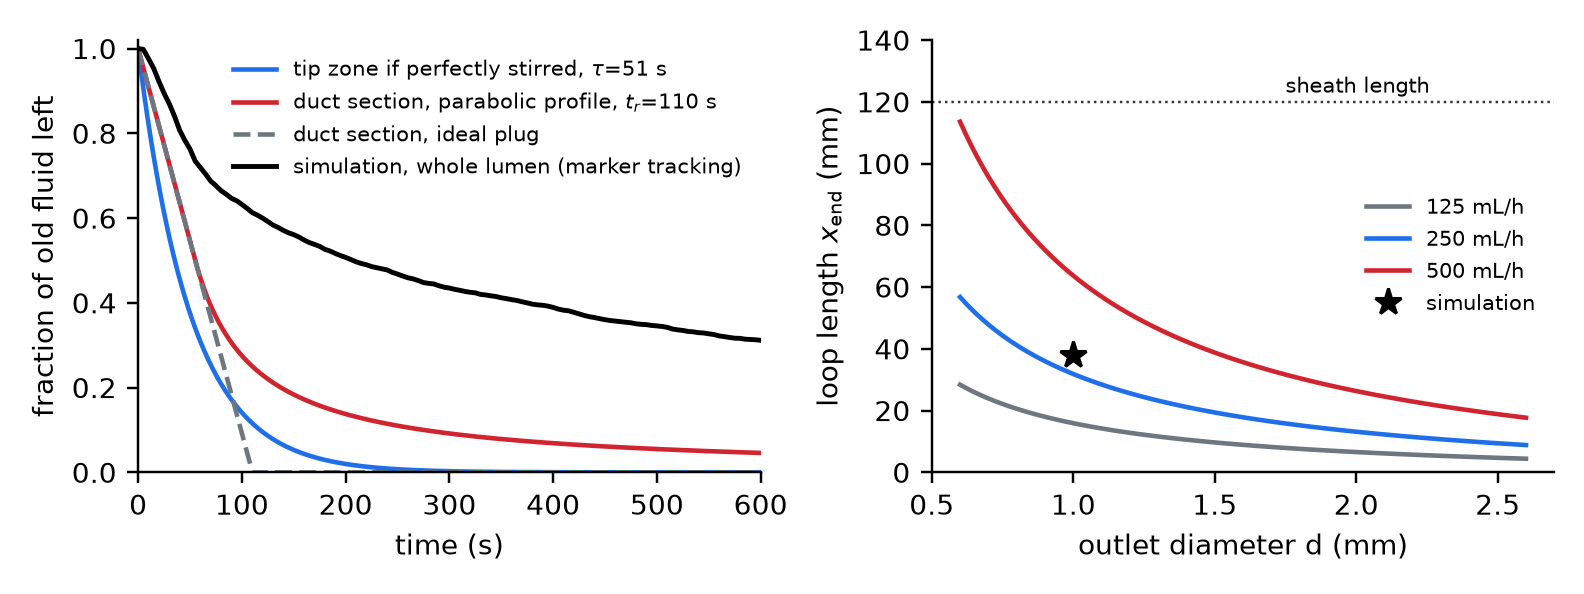 1.0
0.8
0.6
0.4
0.2
0.0
fraction of old fluid left
tip zone if perfectly stirred, τ=51 s
duct section, parabolic profile, tᵣ=110 s
duct section, ideal plug
simulation, whole lumen (marker tracking)
0 100 200 300 400 500 600
time (s)
140
120
100
80
60
40
20
0
loop length x_end (mm)
sheath length
125 mL/h
250 mL/h
500 mL/h
simulation
0.5 1.0 1.5 2.0 2.5
outlet diameter d (mm)